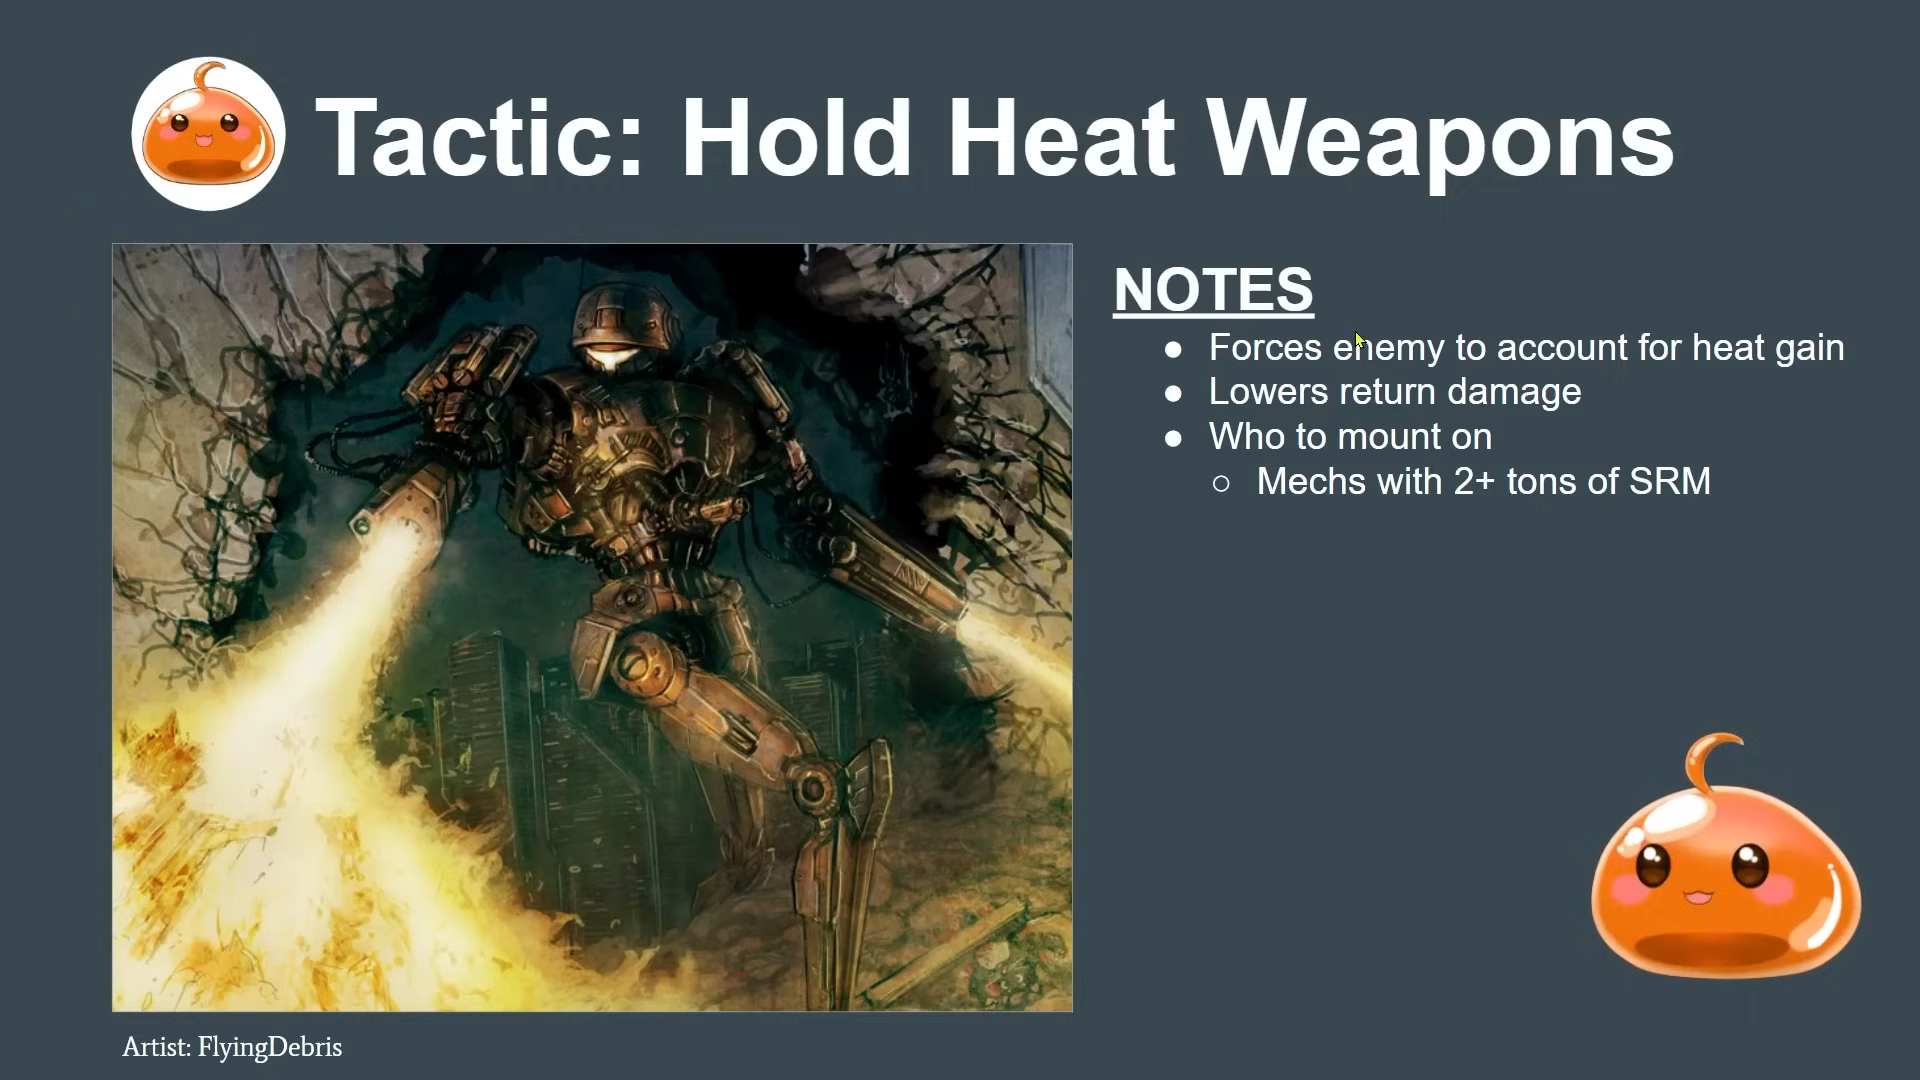 Tactic: Hold Heat Weapons
NOTES
● Forces enemy to account for heat gain
● Lowers return damage
● Who to mount on
○ Mechs with 2+ tons of SRM
Artist: FlyingDebris